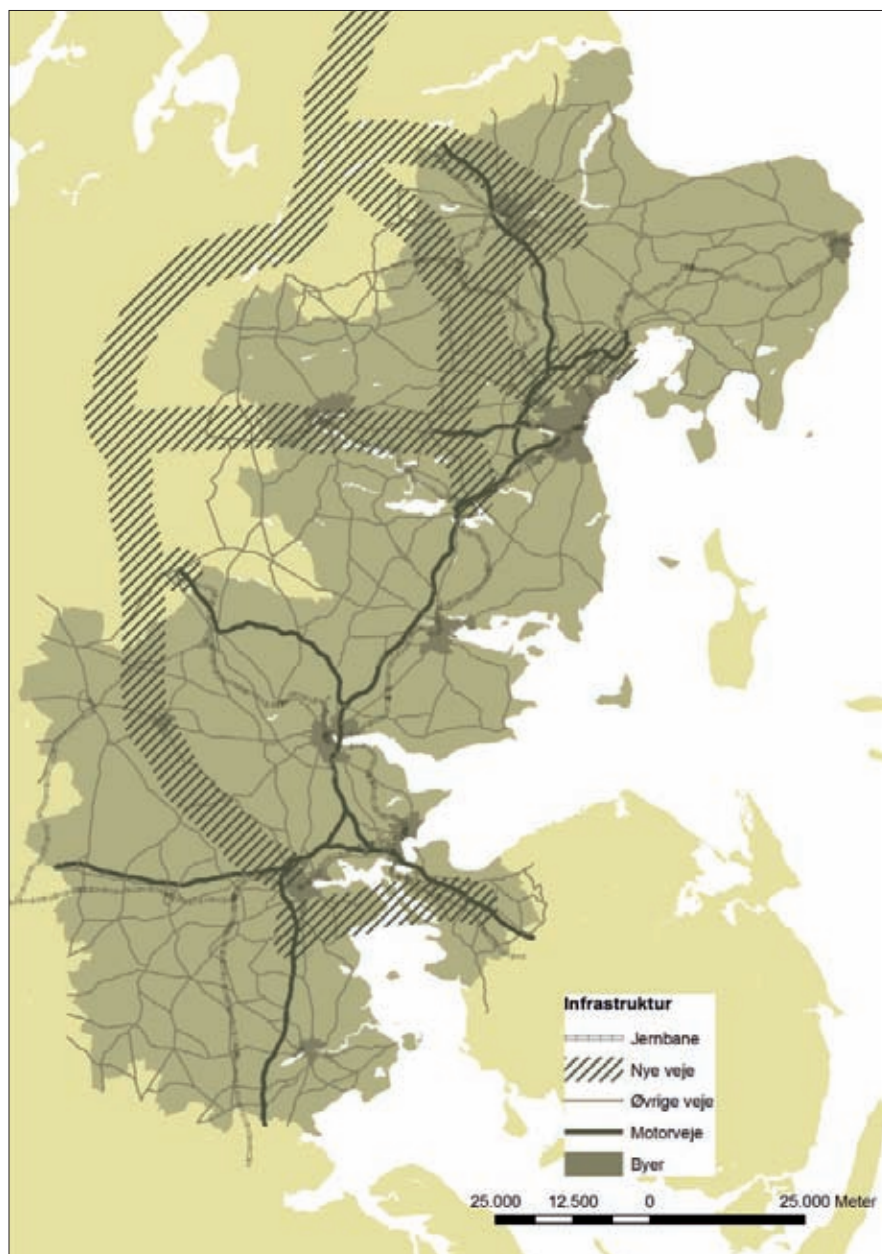 Infrastruktur
Jernbane
Nye veje
Øvrige veje
Motorveje
Byer
25.000 12.500 0 25.000 Meter